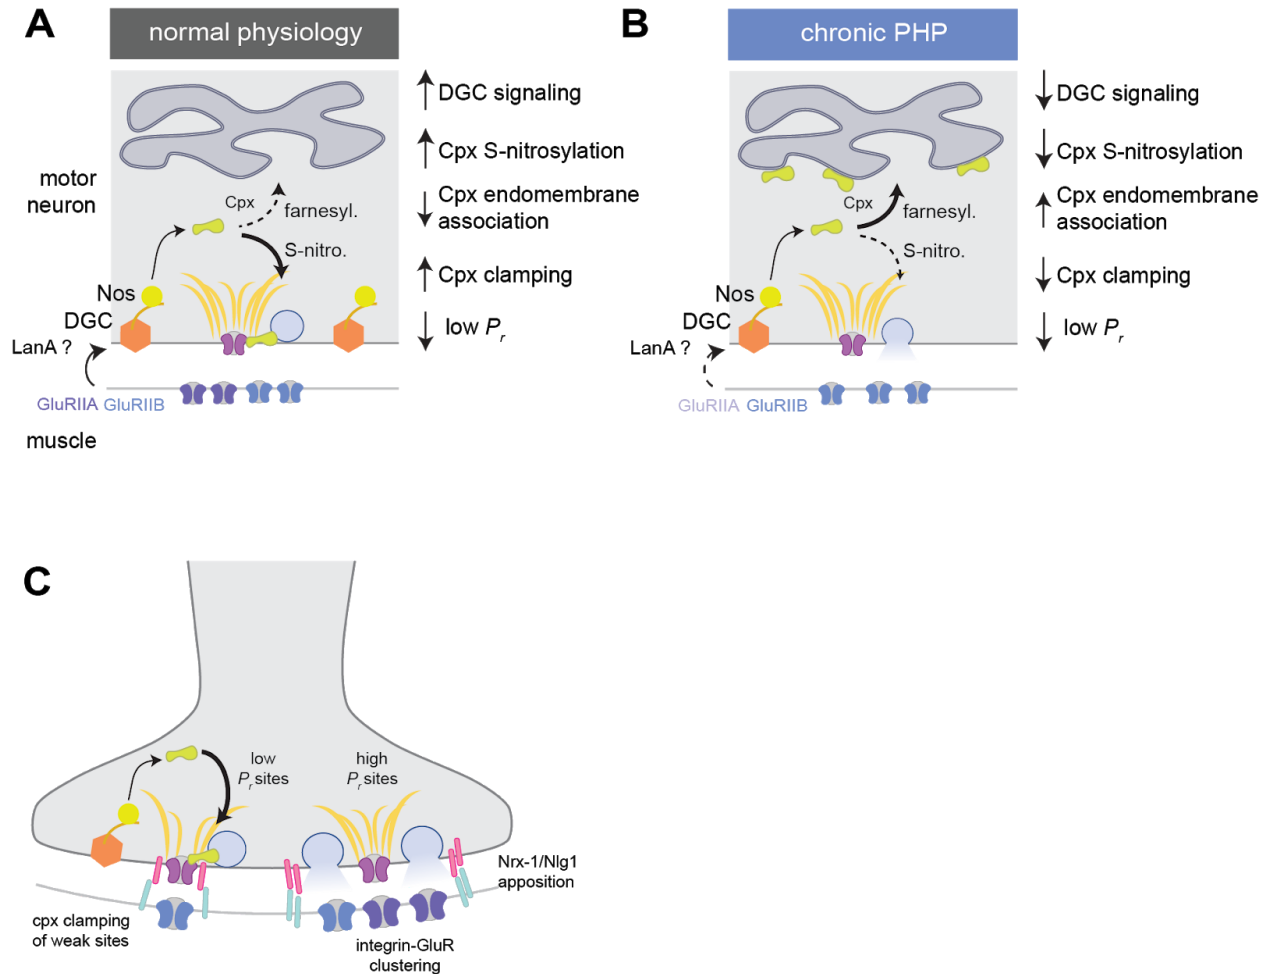 A
normal physiology
motor
neuron
Cpx
farnesyl.
S-nitro.
Nos
DGC
LanA ?
GluRIIA GluRIIB
muscle
DGC signaling
Cpx S-nitrosylation
Cpx endomembrane
association
Cpx clamping
low Pr
B
chronic PHP
Cpx
farnesyl.
S-nitro.
Nos
DGC
LanA ?
GluRIIA GluRIIB
DGC signaling
Cpx S-nitrosylation
Cpx endomembrane
association
Cpx clamping
low Pr
C
low
Pr sites
high
Pr sites
Nrx-1/Nlg1
apposition
cpx clamping
of weak sites
integrin-GluR
clustering